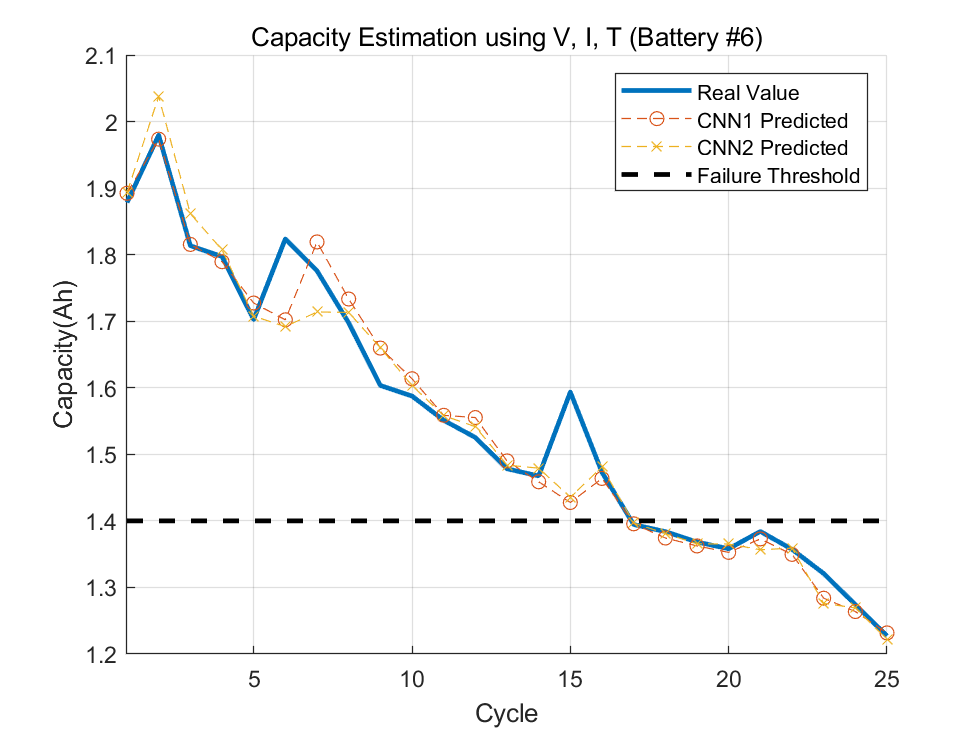 Capacity Estimation using V, I, T (Battery #6)
Real Value
CNN1 Predicted
CNN2 Predicted
Failure Threshold
Capacity(Ah)
2.1
2
1.9
1.8
1.7
1.6
1.5
1.4
1.3
1.2
5
10
15
20
25
Cycle